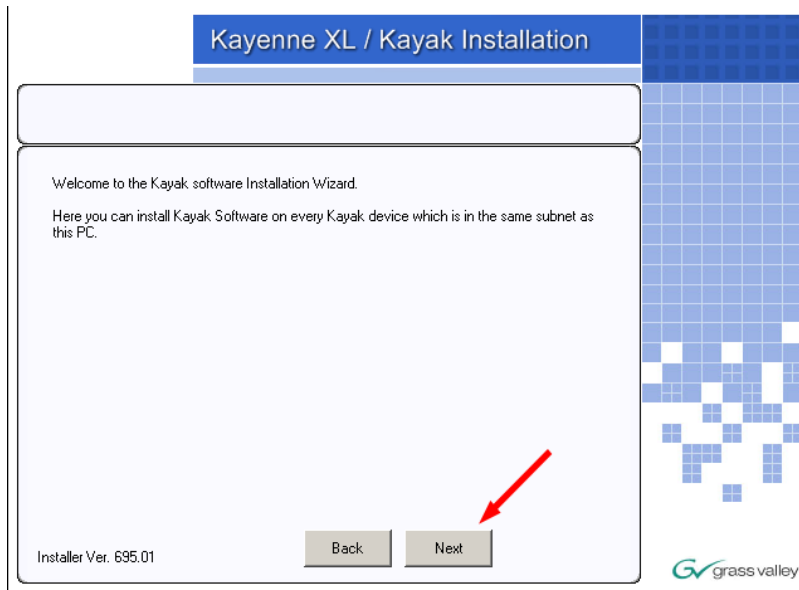 Kayenne XL / Kayak Installation
Welcome to the Kayak software Installation Wizard.
Here you can install Kayak Software on every Kayak device which is in the same subnet as
this PC.
Back
Next
Installer Ver. 695.01
GV grass valley